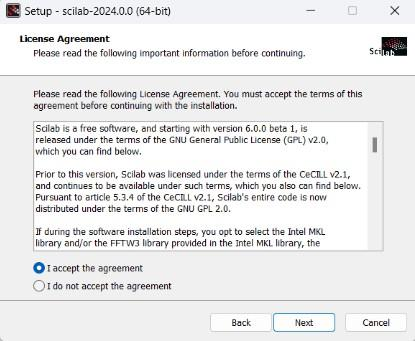 Setup - scilab-2024.0.0 (64-bit)
License Agreement
Please read the following important information before continuing.
Scilab
Please read the following License Agreement. You must accept the terms of this
agreement before continuing with the installation.
Scilab is a free software, and starting with version 6.0.0 beta 1, is
released under the terms of the GNU General Public License (GPL) v2.0,
which you can find below.
Prior to this version, Scilab was licensed under the terms of the CeCILL v2.1,
and continues to be available under such terms, which you also can find below.
Pursuant to article 5.3.4 of the CeCILL v2.1, Scilab's entire code is now
distributed under the terms of the GNU GPL 2.0.
If during the software installation steps, you opt to select the Intel MKL
library and/or the FFTW3 library provided in the Intel MKL library, the
I accept the agreement
I do not accept the agreement
Back
Next
Cancel